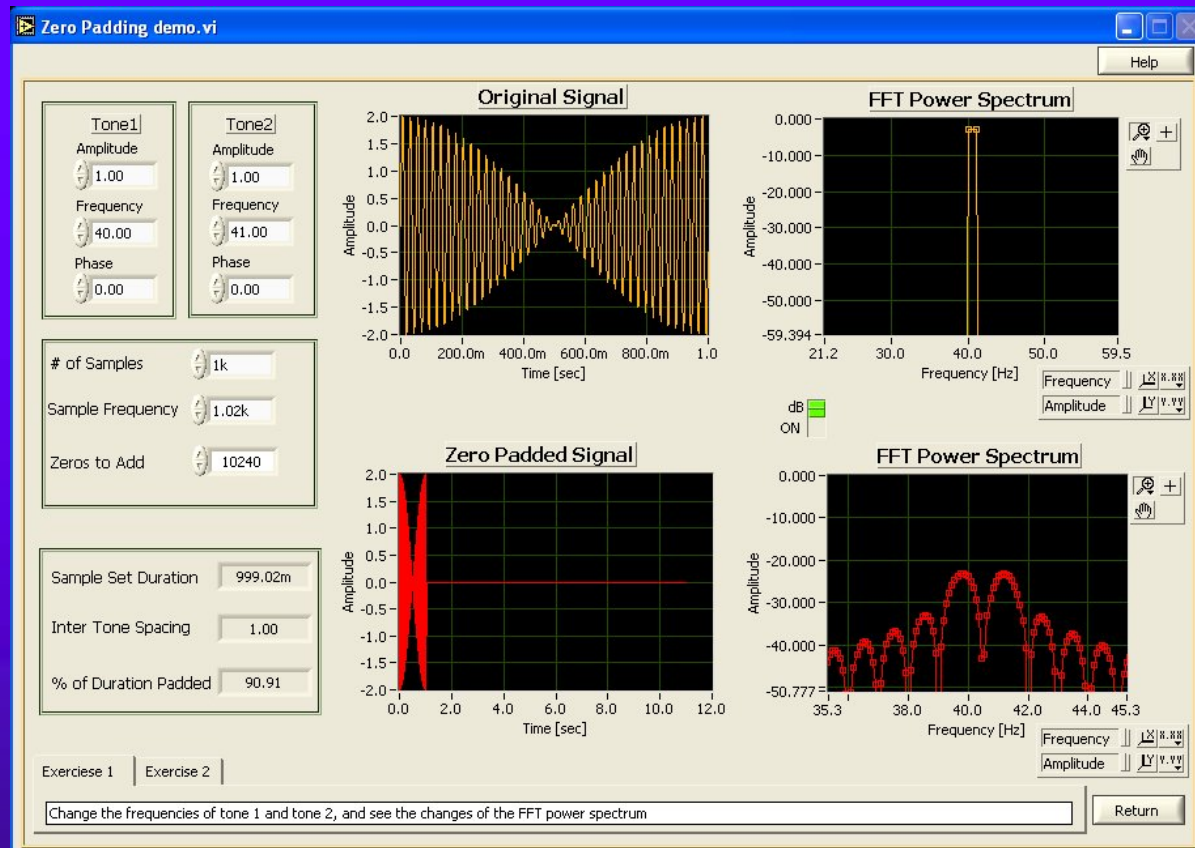 Zero Padding demo.vi
Help
Tone1
Amplitude
1.00
Frequency
40.00
Phase
0.00
Tone2
Amplitude
1.00
Frequency
41.00
Phase
0.00
# of Samples
1k
Sample Frequency
1.02k
Zeros to Add
10240
Sample Set Duration
999.02m
Inter Tone Spacing
1.00
% of Duration Padded
90.91
Original Signal
Amplitude
2.0
1.5
1.0
0.5
0.0
-0.5
-1.0
-1.5
-2.0
0.0 200.0m 400.0m 600.0m 800.0m 1.0
Time [sec]
FFT Power Spectrum
Amplitude
0.000
-10.000
-20.000
-30.000
-40.000
-50.000
-59.394
21.2 30.0 40.0 50.0 59.5
Frequency [Hz]
Frequency X X.XX
Amplitude Y Y.YY
dB
ON
Zero Padded Signal
Amplitude
2.0
1.5
1.0
0.5
0.0
-0.5
-1.0
-1.5
-2.0
0.0 2.0 4.0 6.0 8.0 10.0 12.0
Time [sec]
FFT Power Spectrum
Amplitude
0.000
-10.000
-20.000
-30.000
-40.000
-50.777
35.3 38.0 40.0 42.0 44.0 45.3
Frequency [Hz]
Frequency X X.XX
Amplitude Y Y.YY
Exerciese 1
Exercise 2
Change the frequencies of tone 1 and tone 2, and see the changes of the FFT power spectrum
Return